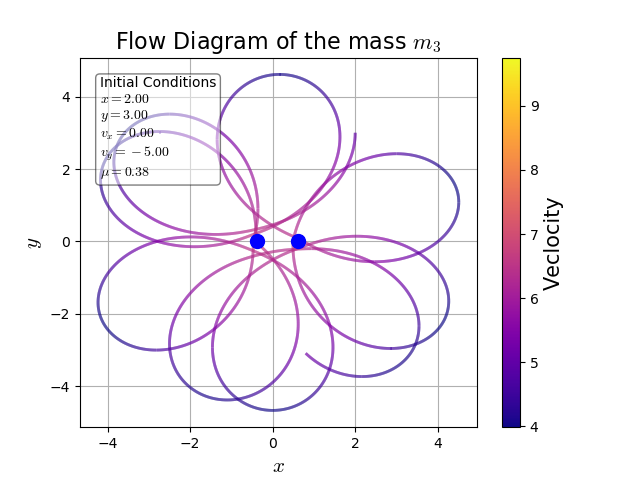 Flow Diagram of the mass m₃
Initial Conditions
x = 2.00
y = 3.00
vₓ = 0.00
v_y = −5.00
μ = 0.38
4
2
0
−2
−4
−4
−2
0
2
4
x
y
9
8
7
6
5
4
Veclocity